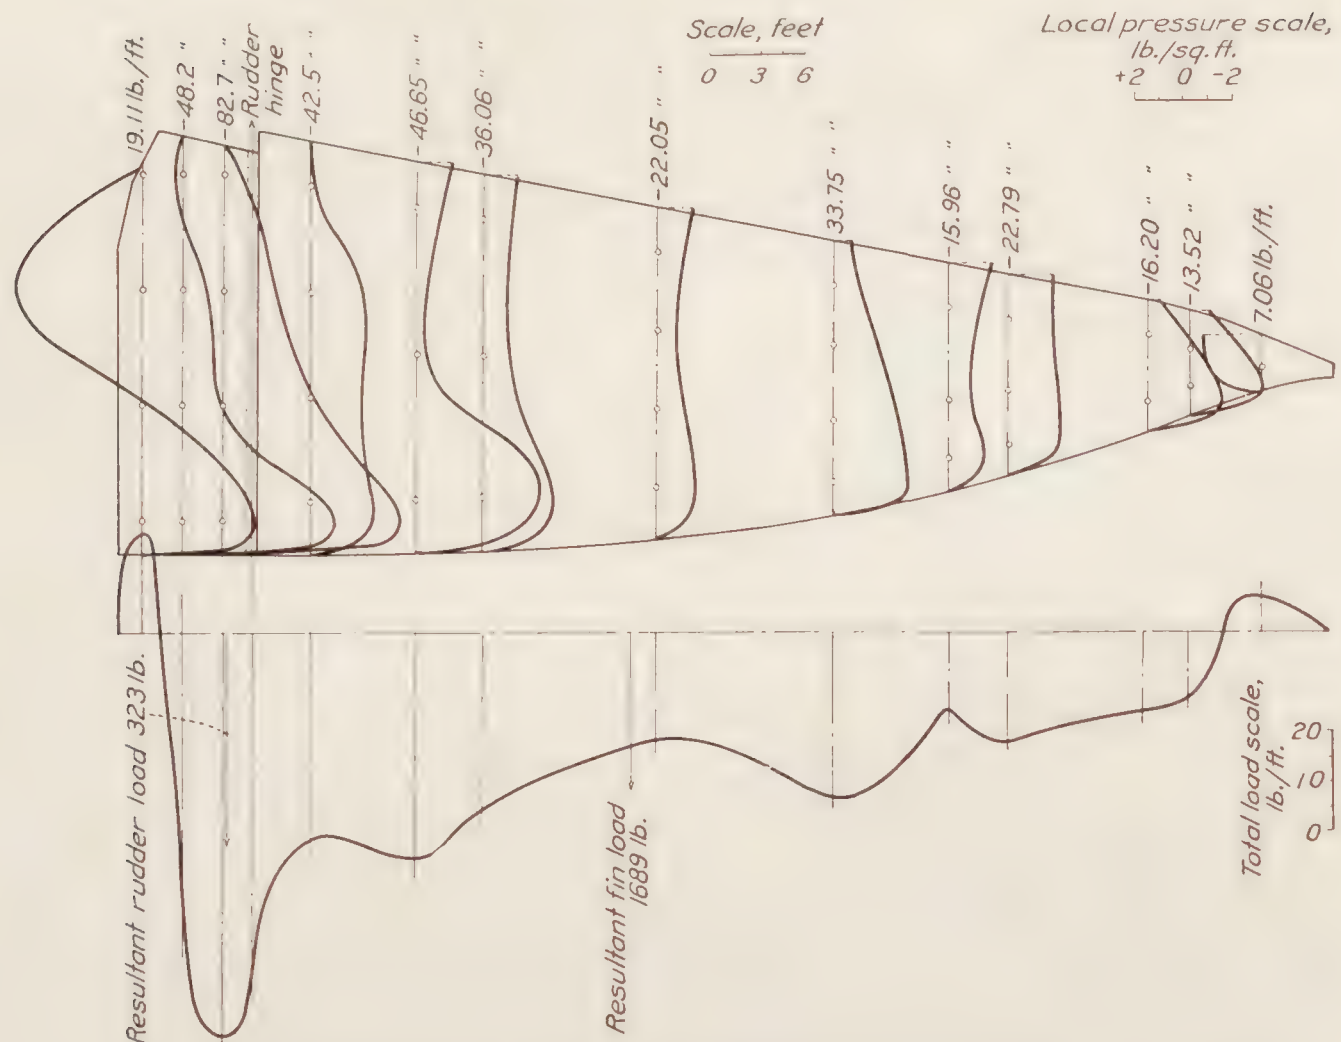 Scale, feet
0 3 6
Local pressure scale,
lb./sq.ft.
+2 0 -2
19.11 lb./ft.
-48.2 "
-82.7 " "
Rudder
hinge
-42.5 " "
-46.65 "
-36.06 "
-22.05 "
33.75 " "
-15.96 " "
-22.79 "
-16.20 " "
-13.52 "
7.06 lb./ft.
Resultant rudder load 323 lb.
Resultant fin load
1689 lb.
Total load scale,
lb./ft.
20
10
0